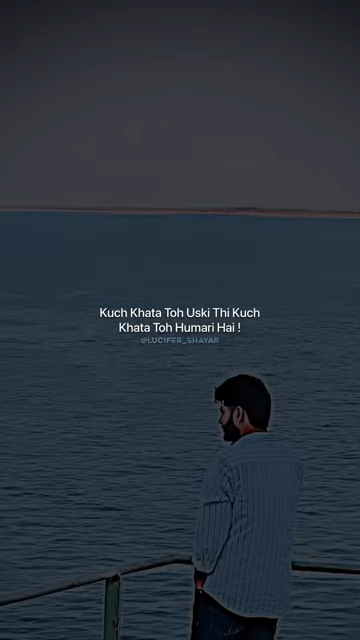 Kuch Khata Toh Uski Thi Kuch
Khata Toh Humari Hai !
@LUCIFER_SHAYAR